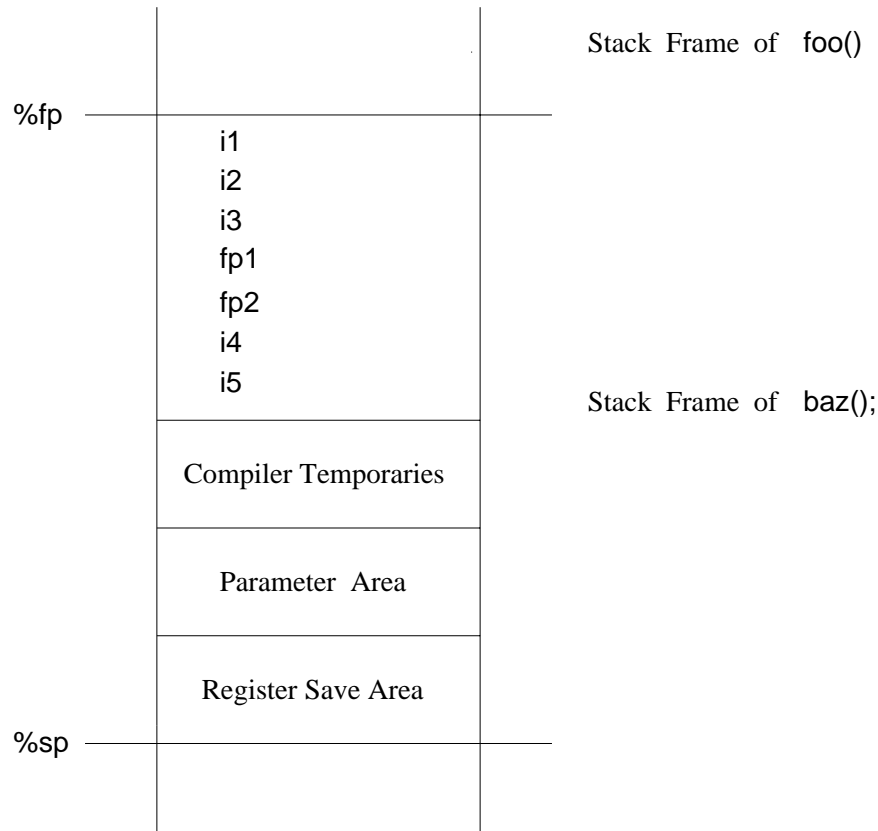 Stack Frame of foo()
%fp
i1
i2
i3
fp1
fp2
i4
i5
Stack Frame of baz();
Compiler Temporaries
Parameter Area
Register Save Area
%sp